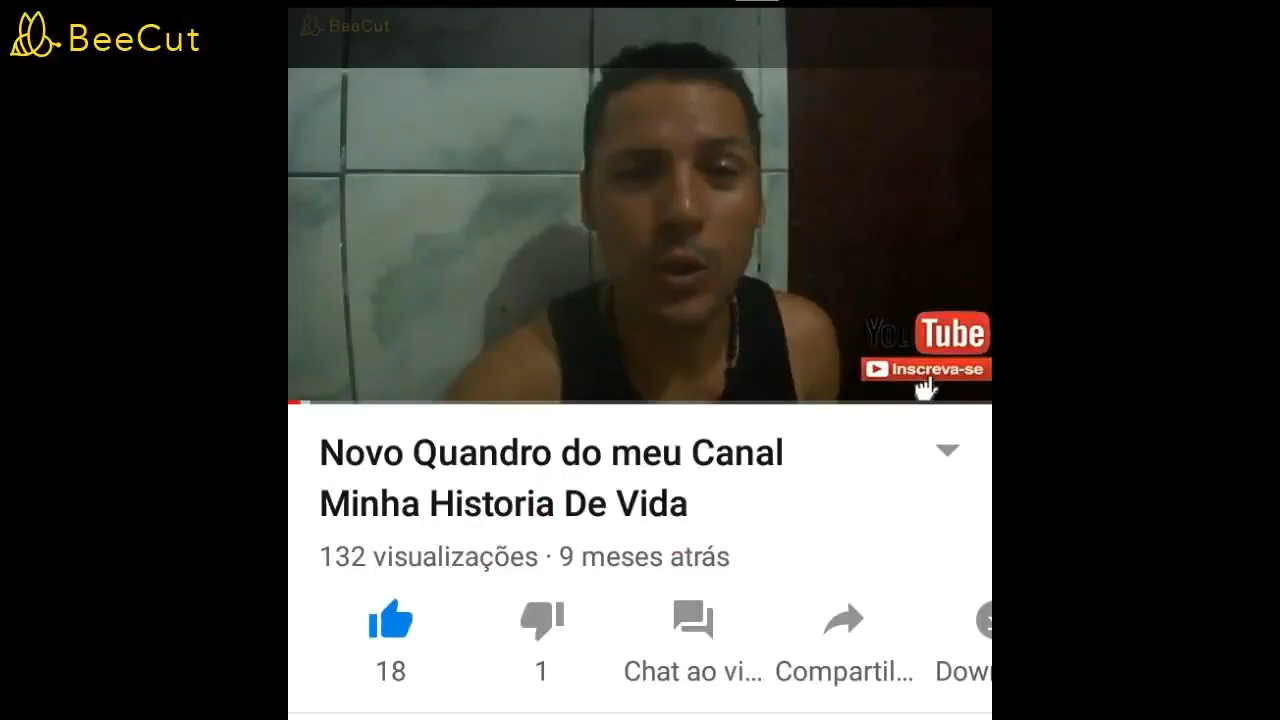 BeeCut
BeeCut
YouTube
Inscreva-se
Novo Quandro do meu Canal
Minha Historia De Vida
132 visualizações · 9 meses atrás
18
1
Chat ao vi...
Compartil...
Dow